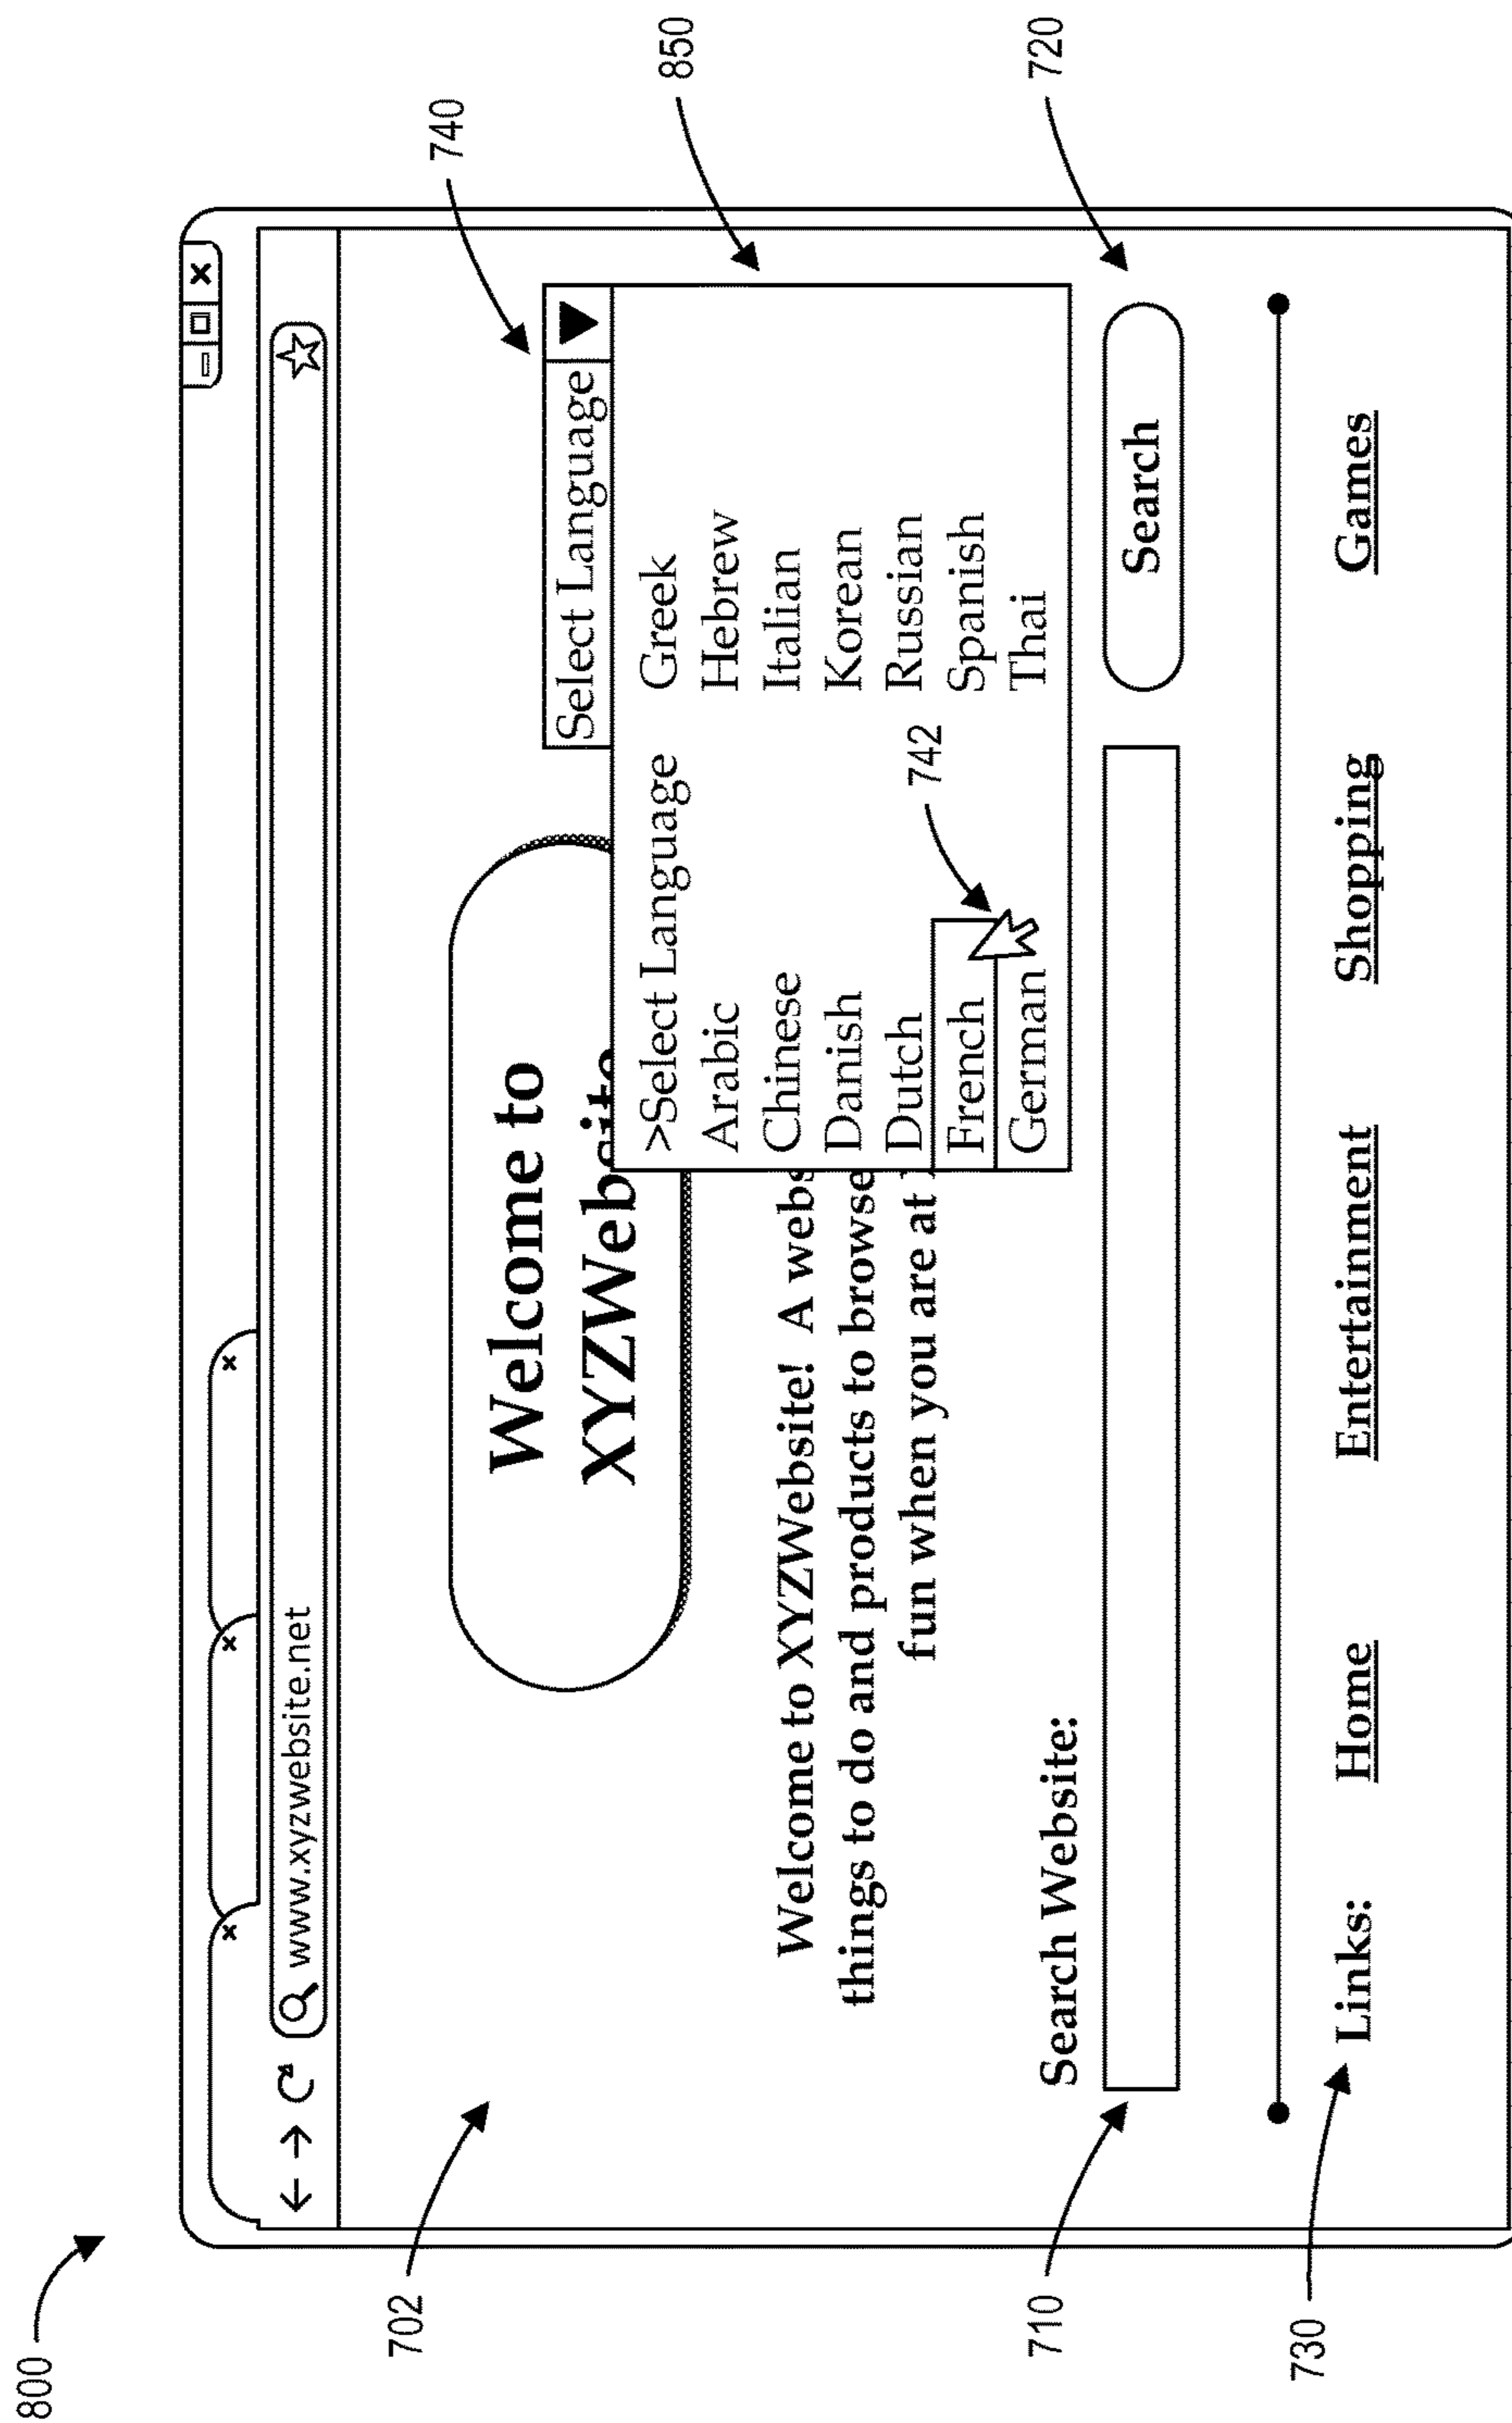 800
www.xyzwebsite.net
702
740
Select Language
850
Welcome to
XYZWebsite
>Select Language Greek
Arabic Hebrew
Chinese Italian
Danish Korean
Dutch Russian
742
French Spanish
German Thai
Welcome to XYZWebsite! A webs
things to do and products to browse
fun when you are at
Search Website:
710
Search
720
730
Links: Home Entertainment Shopping Games